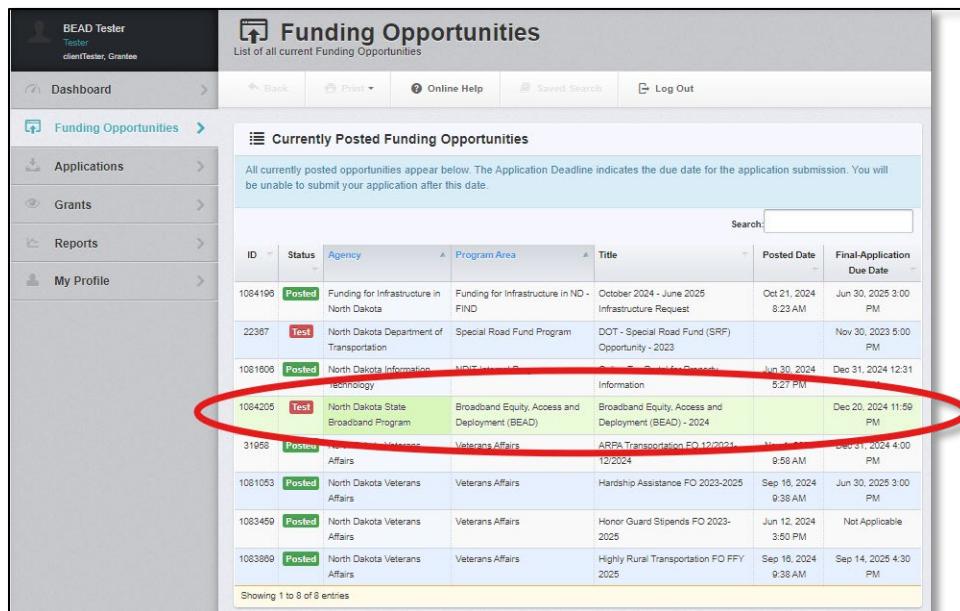 BEAD Tester
Tester
clientTester, Grantee
Dashboard
Funding Opportunities
Applications
Grants
Reports
My Profile
Funding Opportunities
List of all current Funding Opportunities
Back Print Online Help Saved Search Log Out
Currently Posted Funding Opportunities
All currently posted opportunities appear below. The Application Deadline indicates the due date for the application submission. You will
be unable to submit your application after this date.
Search:
ID Status Agency Program Area Title Posted Date Final-Application
Due Date
1084196 Posted Funding for Infrastructure in Funding for Infrastructure in ND - October 2024 - June 2025 Oct 21, 2024 Jun 30, 2025 3:00
North Dakota FIND Infrastructure Request 8:23 AM PM
22367 Test North Dakota Department of Special Road Fund Program DOT - Special Road Fund (SRF) Nov 30, 2023 5:00
Transportation Opportunity - 2023 PM
1081606 Posted North Dakota Information Jun 30, 2024 Dec 31, 2024 12:31
Technology Information 5:27 PM
1084205 Test North Dakota State Broadband Equity, Access and Broadband Equity, Access and Dec 20, 2024 11:59
Broadband Program Deployment (BEAD) Deployment (BEAD) - 2024 PM
31958 Posted Veterans Veterans Affairs ARPA Transportation FO 12/2021- Dec 31, 2024 4:00
Affairs 12/2024 9:58 AM PM
1081053 Posted North Dakota Veterans Veterans Affairs Hardship Assistance FO 2023-2025 Sep 16, 2024 Jun 30, 2025 3:00
Affairs 9:38 AM PM
1083459 Posted North Dakota Veterans Veterans Affairs Honor Guard Stipends FO 2023- Jun 12, 2024 Not Applicable
Affairs 2025 3:50 PM
1083869 Posted North Dakota Veterans Veterans Affairs Highly Rural Transportation FO FFY Sep 16, 2024 Sep 14, 2025 4:30
Affairs 2025 9:38 AM PM
Showing 1 to 8 of 8 entries